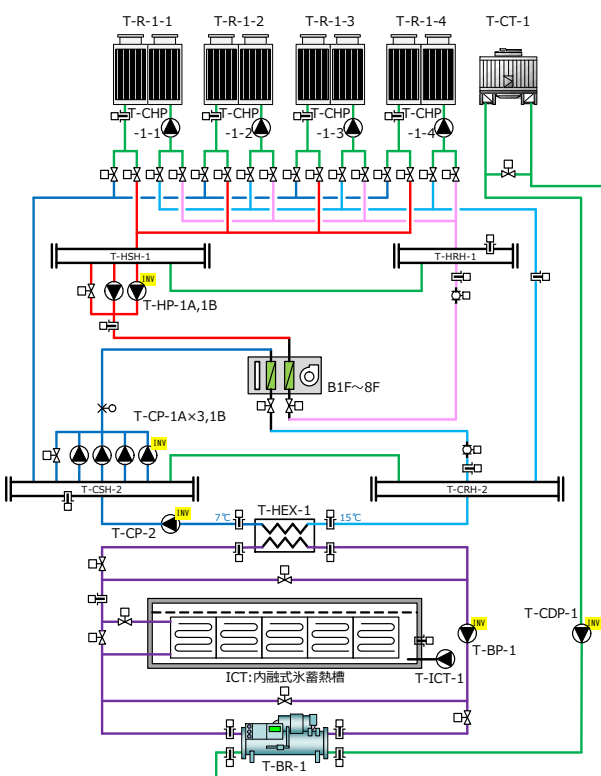 T-R-1-1 T-R-1-2 T-R-1-3 T-R-1-4 T-CT-1
T-CHP
-1-1
T-CHP
-1-2
T-CHP
-1-3
T-CHP
-1-4
T-HSH-1
T-HRH-1
INV
T-HP-1A,1B
B1F～8F
T-CP-1A×3,1B
INV
T-CSH-2
T-CRH-2
T-HEX-1
INV
7℃
15℃
T-CP-2
T-CDP-1
INV
INV
T-BP-1
ICT:内融式氷蓄熱槽
T-ICT-1
T-BR-1